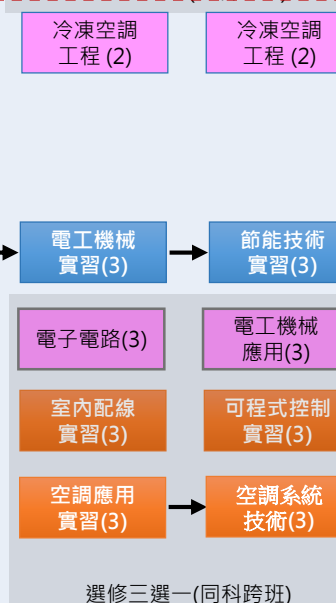 冷凍空調
工程 (2)
冷凍空調
工程 (2)
電工機械
實習(3)
節能技術
實習(3)
電子電路(3)
電工機械
應用(3)
室內配線
實習(3)
可程式控制
實習(3)
空調應用
實習(3)
空調系統
技術(3)
選修三選一(同科跨班)